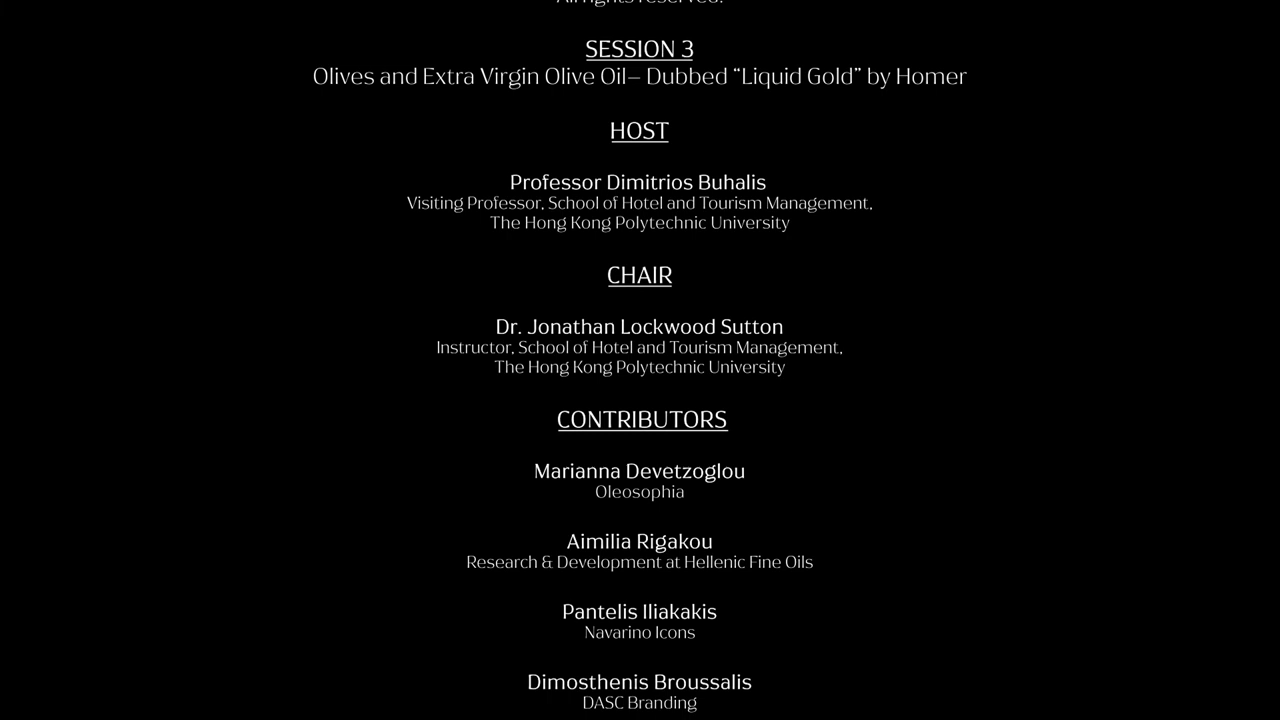 All rights reserved.
SESSION 3
Olives and Extra Virgin Olive Oil– Dubbed “Liquid Gold” by Homer
HOST
Professor Dimitrios Buhalis
Visiting Professor, School of Hotel and Tourism Management,
The Hong Kong Polytechnic University
CHAIR
Dr. Jonathan Lockwood Sutton
Instructor, School of Hotel and Tourism Management,
The Hong Kong Polytechnic University
CONTRIBUTORS
Marianna Devetzoglou
Oleosophia
Aimilia Rigakou
Research & Development at Hellenic Fine Oils
Pantelis Iliakakis
Navarino Icons
Dimosthenis Broussalis
DASC Branding